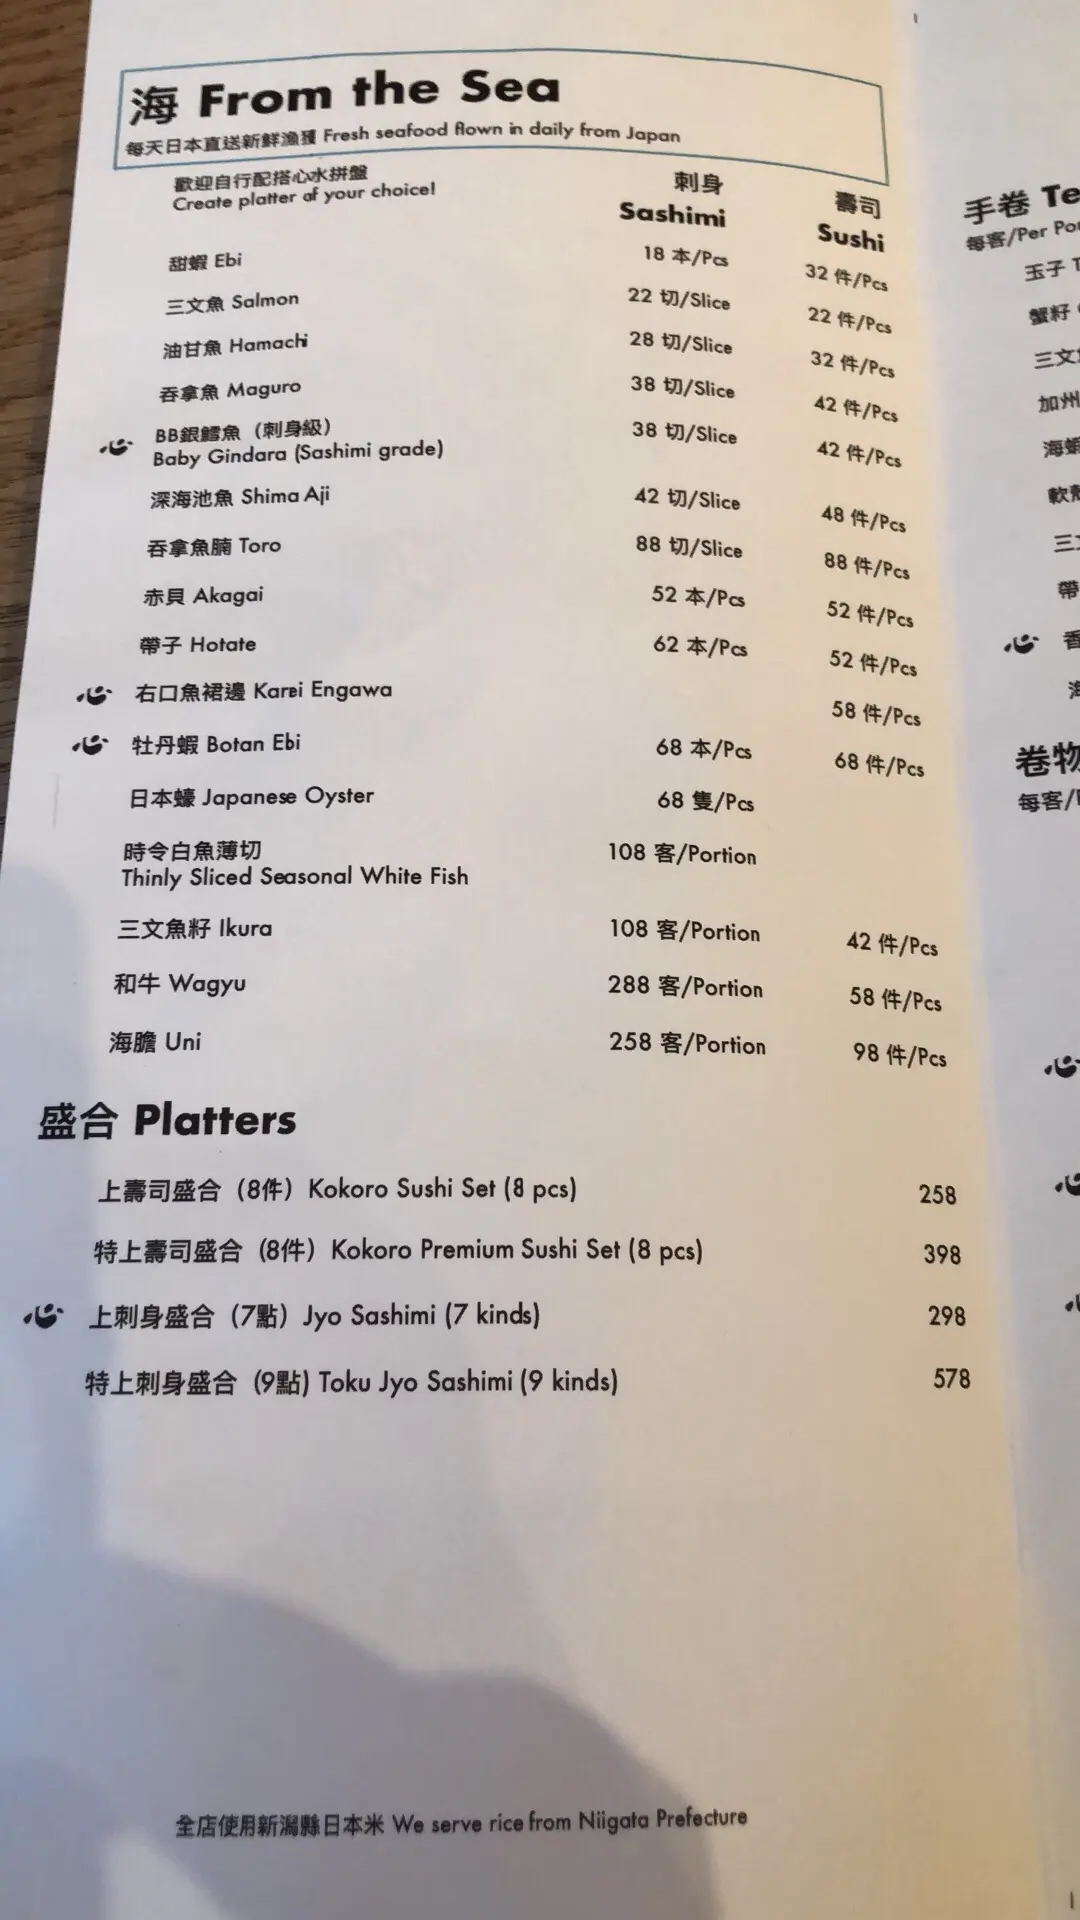 海 From the Sea
每天日本直送新鮮漁獲 Fresh seafood flown in daily from Japan
歡迎自行配搭心水拼盤
Create platter of your choice!
刺身 壽司
Sashimi Sushi
甜蝦 Ebi 18 本/Pcs 32 件/Pcs
三文魚 Salmon 22 切/Slice 22 件/Pcs
油甘魚 Hamachi 28 切/Slice 32 件/Pcs
吞拿魚 Maguro 38 切/Slice 42 件/Pcs
BB銀鱈魚（刺身級）
Baby Gindara (Sashimi grade) 38 切/Slice 42 件/Pcs
深海池魚 Shima Aji 42 切/Slice 48 件/Pcs
吞拿魚腩 Toro 88 切/Slice 88 件/Pcs
赤貝 Akagai 52 本/Pcs 52 件/Pcs
帶子 Hotate 62 本/Pcs 52 件/Pcs
右口魚裙邊 Karei Engawa 58 件/Pcs
牡丹蝦 Botan Ebi 68 本/Pcs 68 件/Pcs
日本蠔 Japanese Oyster 68 隻/Pcs
時令白魚薄切 108 客/Portion
Thinly Sliced Seasonal White Fish
三文魚籽 Ikura 108 客/Portion 42 件/Pcs
和牛 Wagyu 288 客/Portion 58 件/Pcs
海膽 Uni 258 客/Portion 98 件/Pcs
盛合 Platters
上壽司盛合（8件）Kokoro Sushi Set (8 pcs) 258
特上壽司盛合（8件）Kokoro Premium Sushi Set (8 pcs) 398
上刺身盛合（7點）Jyo Sashimi (7 kinds) 298
特上刺身盛合（9點）Toku Jyo Sashimi (9 kinds) 578
全店使用新潟縣日本米 We serve rice from Niigata Prefecture
手卷
每客/Per
玉子
蟹籽
三文
加州
海蝦
三
帶
香
卷物
每客/